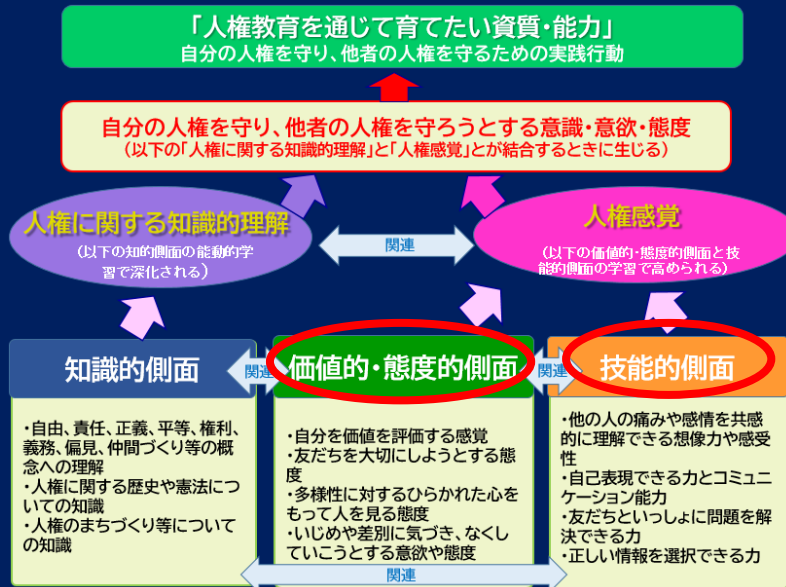 「人権教育を通じて育てたい資質・能力」
自分の人権を守り、他者の人権を守るための実践行動
自分の人権を守り、他者の人権を守ろうとする意識・意欲・態度
(以下の「人権に関する知識的理解」と「人権感覚」とが結合するときに生じる)
人権に関する知識的理解
(以下の知的側面の能動的学
習で深化される)
関連
人権感覚
(以下の価値的・態度的側面と技
能的側面の学習で高められる)
知識的側面
関連
価値的・態度的側面
関連
技能的側面
・自由、責任、正義、平等、権利、
義務、偏見、仲間づくり等の概
念への理解
・人権に関する歴史や憲法につ
いての知識
・人権のまちづくり等について
の知識
・自分を価値を評価する感覚
・友だちを大切にしようとする態
度
・多様性に対するひらかれた心を
もって人を見る態度
・いじめや差別に気づき、なくし
ていこうとする意欲や態度
・他の人の痛みや感情を共感
的に理解できる想像力や感受
性
・自己表現できる力とコミュニ
ケーション能力
・友だちといっしょに問題を解
決できる力
・正しい情報を選択できる力
関連